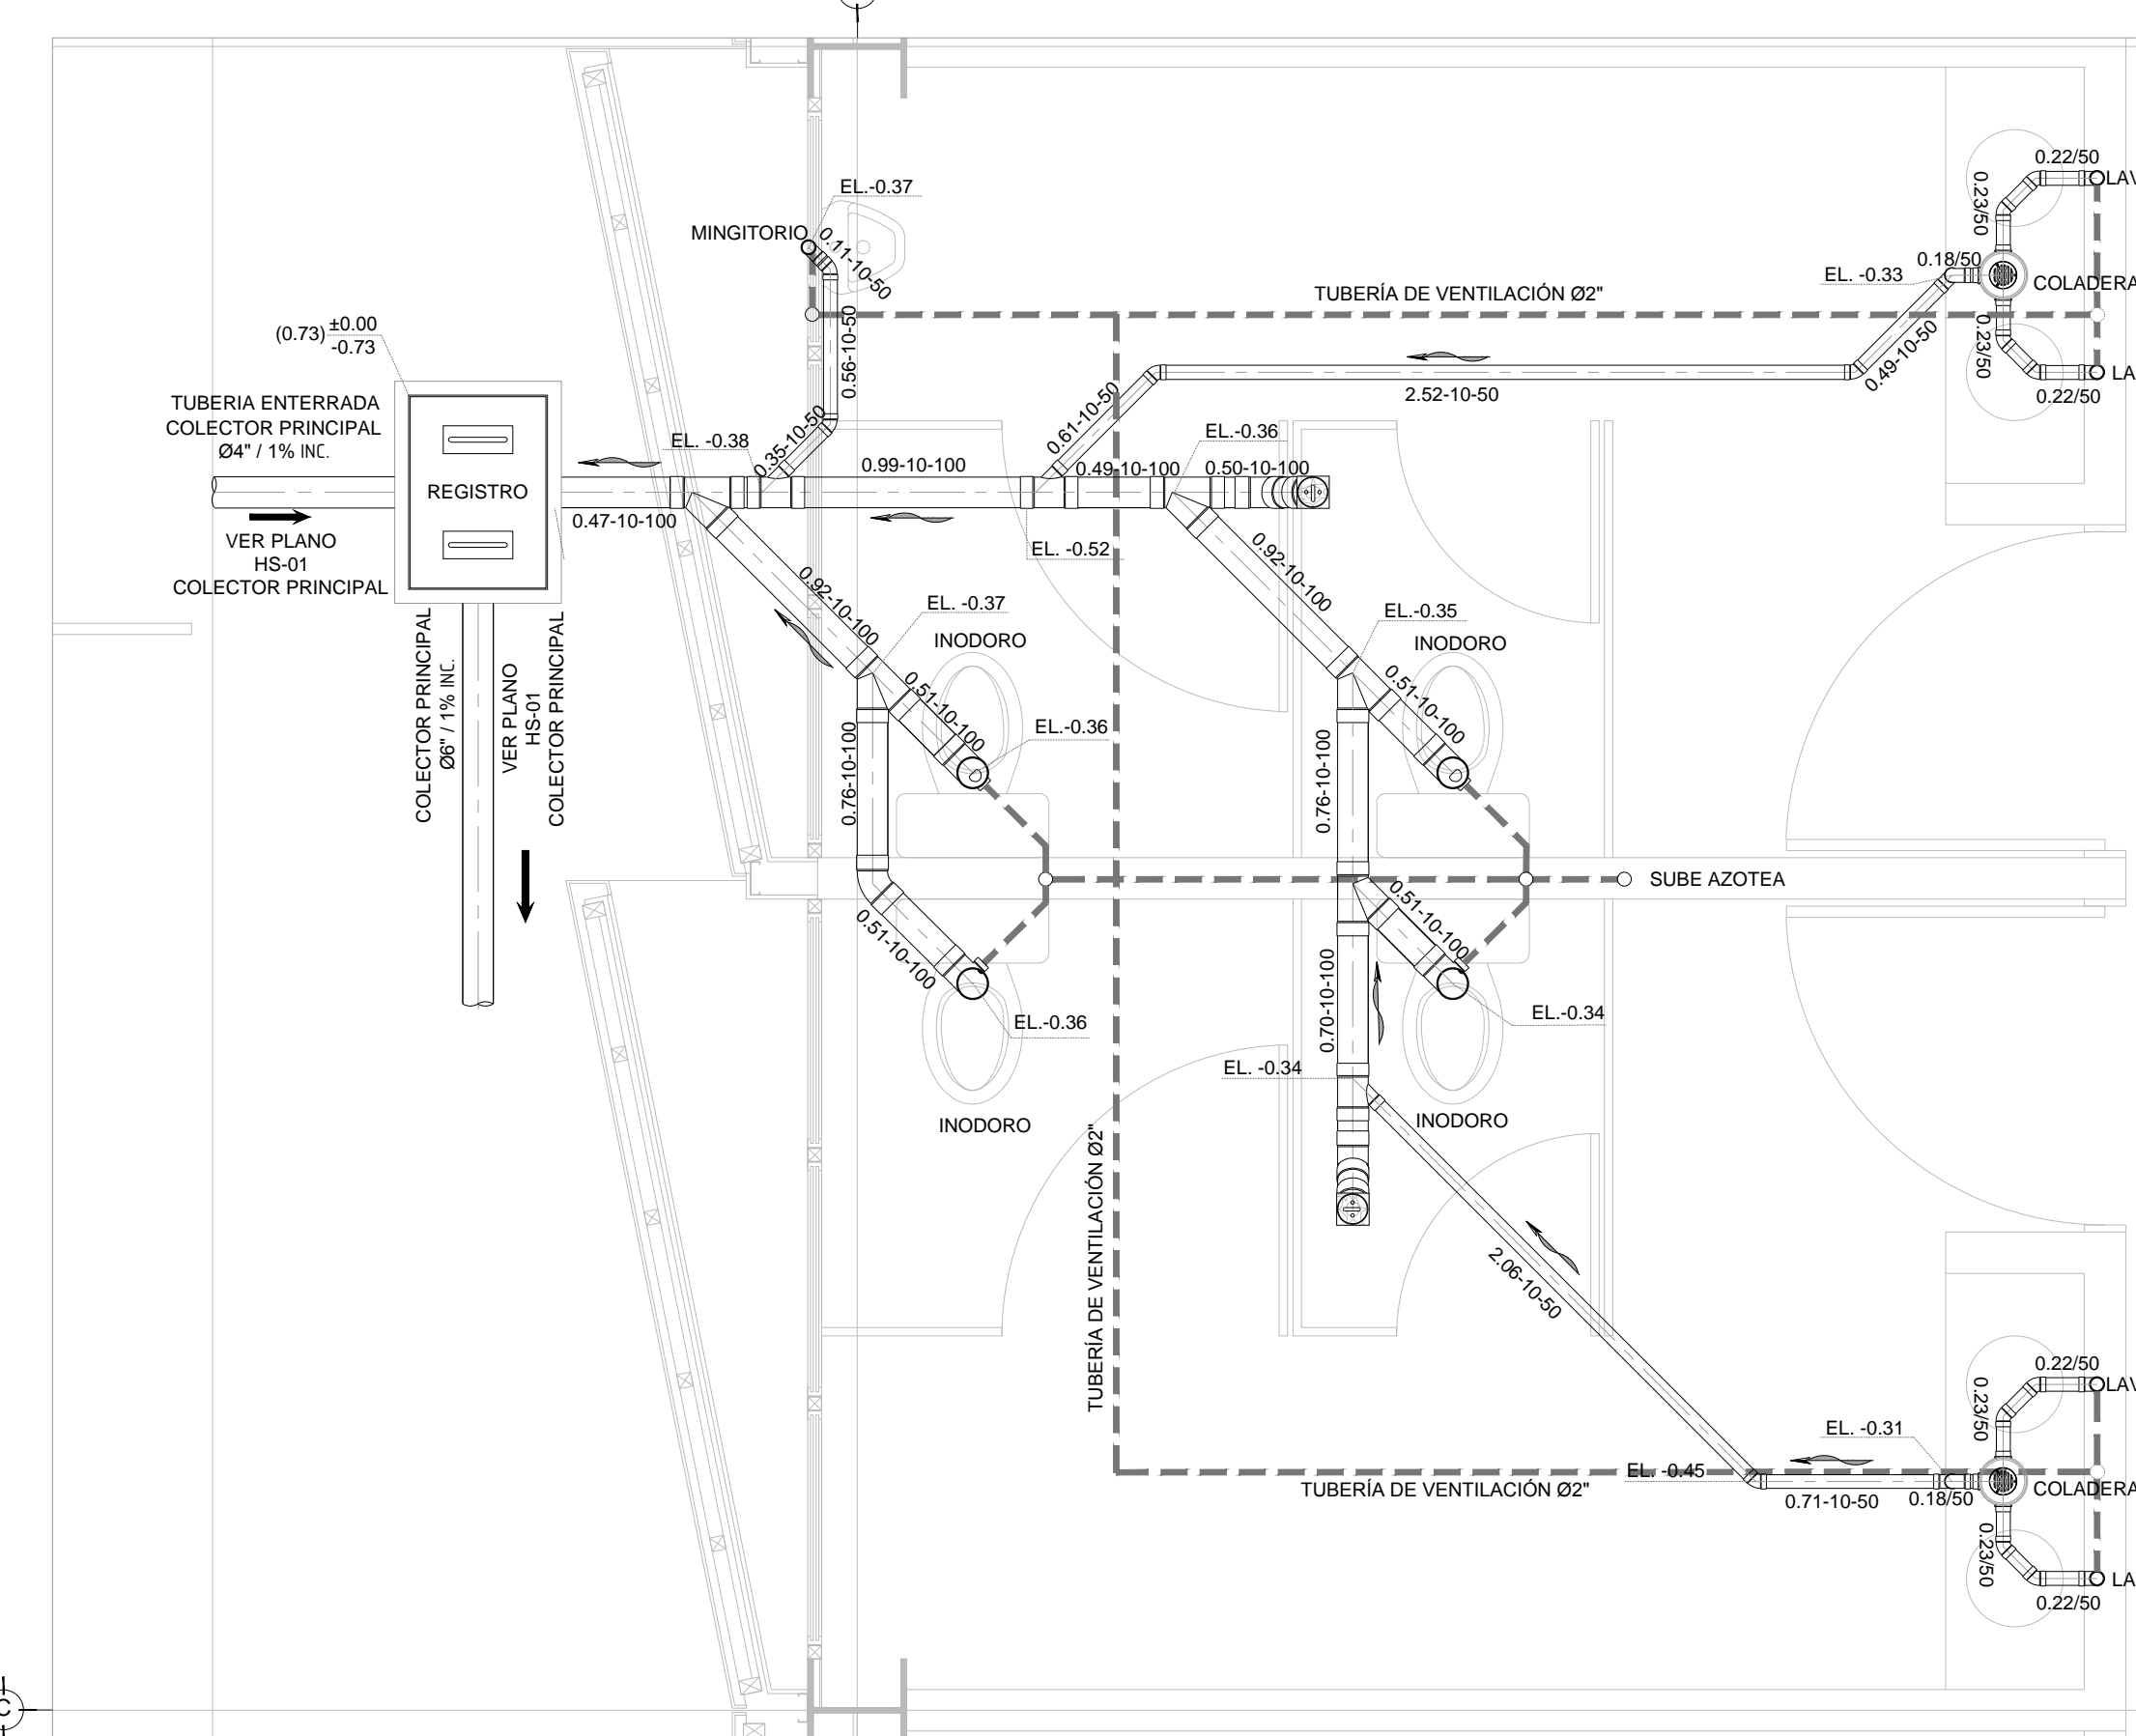 EL.-0.37
MINGITORIO
0.11-10-50
0.56-10-50
0.35-10-50
(0.73) ±0.00
-0.73
TUBERIA ENTERRADA
COLECTOR PRINCIPAL
Ø4" / 1% INC.
REGISTRO
VER PLANO
HS-01
COLECTOR PRINCIPAL
COLECTOR PRINCIPAL
Ø6" / 1% INC.
VER PLANO
HS-01
COLECTOR PRINCIPAL
EL. -0.38
0.47-10-100
0.99-10-100
0.61-10-50
0.49-10-100
0.50-10-100
EL.-0.36
EL. -0.52
TUBERÍA DE VENTILACIÓN Ø2"
2.52-10-50
0.49-10-50
EL. -0.33
0.18/50
0.23/50
0.22/50
LAV
COLADERA
0.23/50
LA
0.22/50
0.92-10-100
EL. -0.37
INODORO
0.51-10-100
EL.-0.36
0.76-10-100
0.51-10-100
EL.-0.36
INODORO
0.92-10-100
EL.-0.35
INODORO
0.51-10-100
0.76-10-100
SUBE AZOTEA
0.51-10-100
0.70-10-100
EL.-0.34
EL. -0.34
INODORO
TUBERÍA DE VENTILACIÓN Ø2"
2.06-10-50
EL. -0.45
TUBERÍA DE VENTILACIÓN Ø2"
EL. -0.31
0.71-10-50
0.18/50
0.22/50
LAV
0.23/50
COLADERA
0.23/50
LA
0.22/50
C